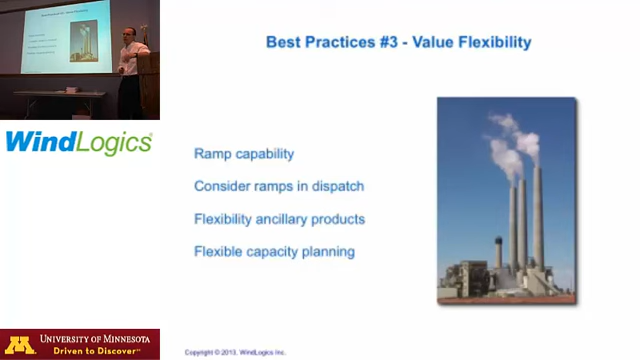 Best Practices #3 - Value Flexibility
WindLogics
Ramp capability
Consider ramps in dispatch
Flexibility ancillary products
Flexible capacity planning
M UNIVERSITY OF MINNESOTA
Driven to Discover
Copyright © 2013, WindLogics Inc.